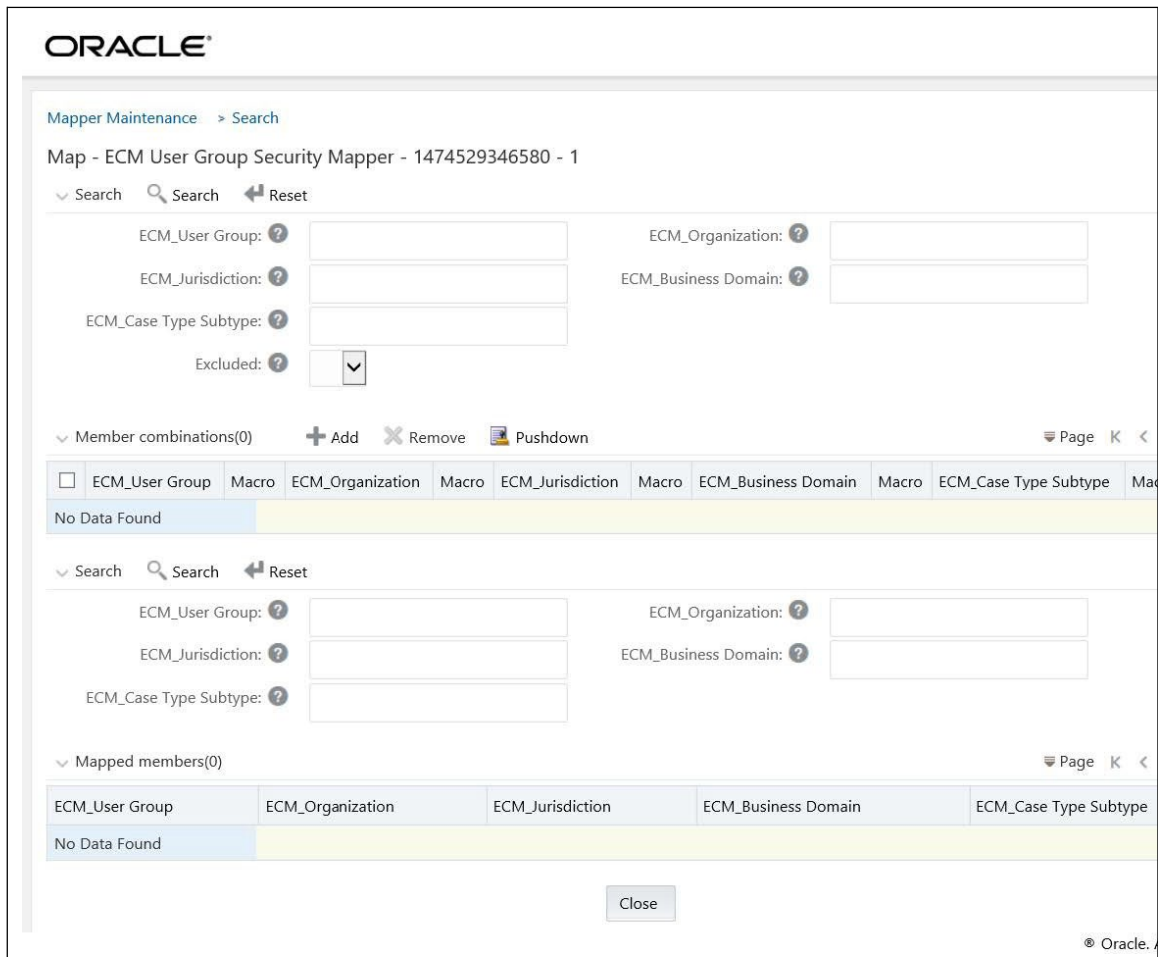 ORACLE®
Mapper Maintenance > Search
Map - ECM User Group Security Mapper - 1474529346580 - 1
Search Search Reset
ECM_User Group: ? ECM_Organization: ?
ECM_Jurisdiction: ? ECM_Business Domain: ?
ECM_Case Type Subtype: ?
Excluded: ?
Member combinations(0) Add Remove Pushdown Page K <
ECM_User Group Macro ECM_Organization Macro ECM_Jurisdiction Macro ECM_Business Domain Macro ECM_Case Type Subtype Mac
No Data Found
Search Search Reset
ECM_User Group: ? ECM_Organization: ?
ECM_Jurisdiction: ? ECM_Business Domain: ?
ECM_Case Type Subtype: ?
Mapped members(0) Page K <
ECM_User Group ECM_Organization ECM_Jurisdiction ECM_Business Domain ECM_Case Type Subtype
No Data Found
Close
® Oracle.